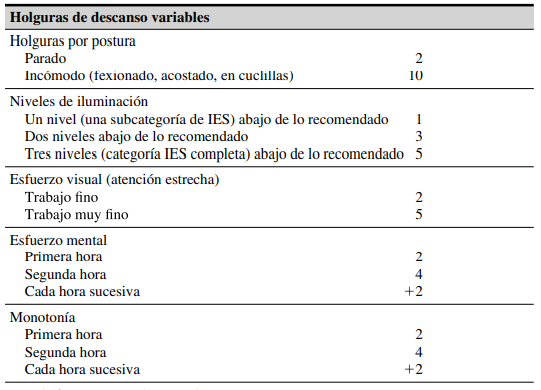 Holguras de descanso variables
Holguras por postura
Parado 2
Incómodo (fexionado, acostado, en cuclillas) 10
Niveles de iluminación
Un nivel (una subcategoría de IES) abajo de lo recomendado 1
Dos niveles abajo de lo recomendado 3
Tres niveles (categoría IES completa) abajo de lo recomendado 5
Esfuerzo visual (atención estrecha)
Trabajo fino 2
Trabajo muy fino 5
Esfuerzo mental
Primera hora 2
Segunda hora 4
Cada hora sucesiva +2
Monotonía
Primera hora 2
Segunda hora 4
Cada hora sucesiva +2